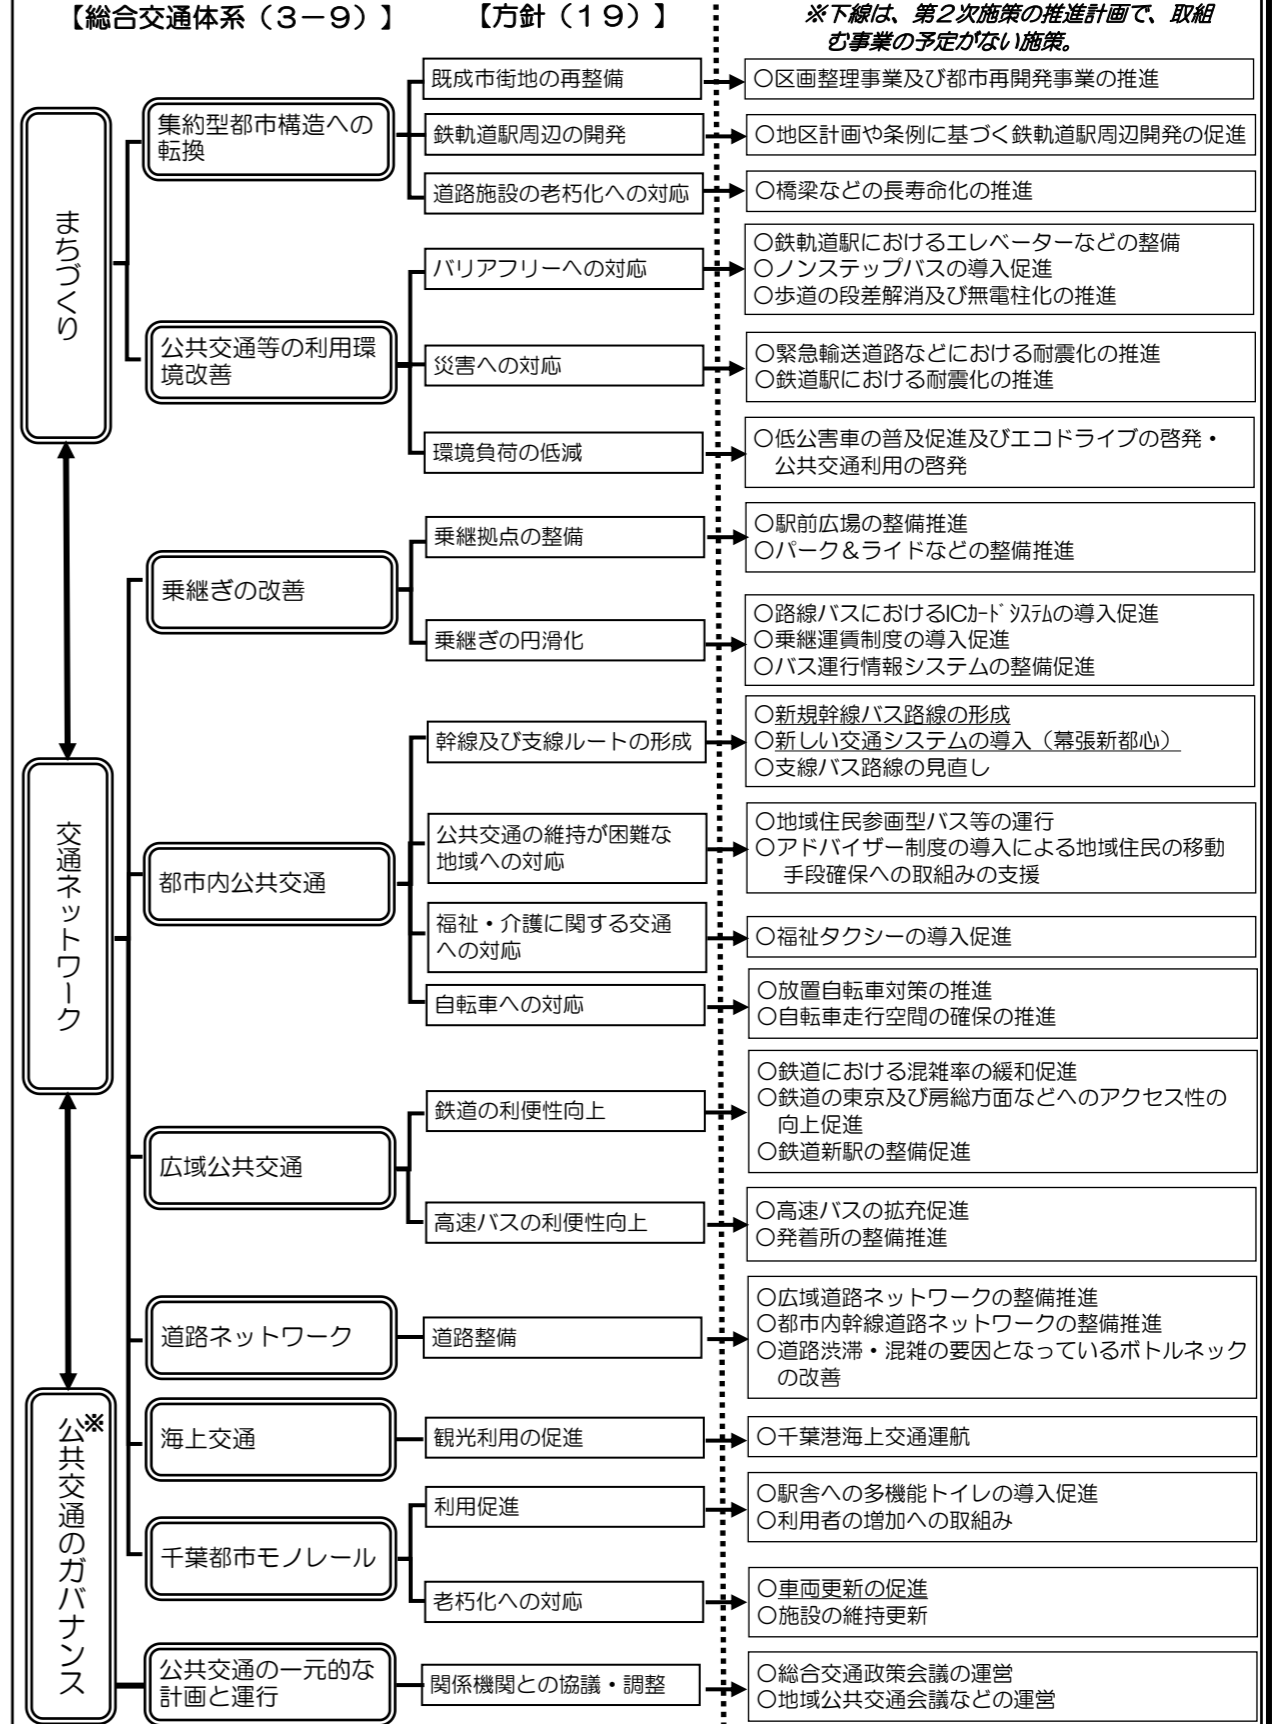 【総合交通体系（３－９）】
【方針（１９）】
※下線は、第２次施策の推進計画で、取組
む事業の予定がない施策。
まちづくり
集約型都市構造への
転換
既成市街地の再整備
○区画整理事業及び都市再開発事業の推進
鉄軌道駅周辺の開発
○地区計画や条例に基づく鉄軌道駅周辺開発の促進
道路施設の老朽化への対応
○橋梁などの長寿命化の推進
公共交通等の利用環
境改善
バリアフリーへの対応
○鉄軌道駅におけるエレベーターなどの整備
○ノンステップバスの導入促進
○歩道の段差解消及び無電柱化の推進
災害への対応
○緊急輸送道路などにおける耐震化の推進
○鉄道駅における耐震化の推進
環境負荷の低減
○低公害車の普及促進及びエコドライブの啓発・
公共交通利用の啓発
交通ネットワーク
乗継ぎの改善
乗継拠点の整備
○駅前広場の整備推進
○パーク＆ライドなどの整備推進
乗継ぎの円滑化
○路線バスにおけるICｶｰﾄﾞｼｽﾃﾑの導入促進
○乗継運賃制度の導入促進
○バス運行情報システムの整備促進
都市内公共交通
幹線及び支線ルートの形成
○新規幹線バス路線の形成
○新しい交通システムの導入（幕張新都心）
○支線バス路線の見直し
公共交通の維持が困難な
地域への対応
○地域住民参画型バス等の運行
○アドバイザー制度の導入による地域住民の移動
手段確保への取組みの支援
福祉・介護に関する交通
への対応
○福祉タクシーの導入促進
自転車への対応
○放置自転車対策の推進
○自転車走行空間の確保の推進
広域公共交通
鉄道の利便性向上
○鉄道における混雑率の緩和促進
○鉄道の東京及び房総方面などへのアクセス性の
向上促進
○鉄道新駅の整備促進
高速バスの利便性向上
○高速バスの拡充促進
○発着所の整備推進
道路ネットワーク
道路整備
○広域道路ネットワークの整備推進
○都市内幹線道路ネットワークの整備推進
○道路渋滞・混雑の要因となっているボトルネック
の改善
海上交通
観光利用の促進
○千葉港海上交通運航
千葉都市モノレール
利用促進
○駅舎への多機能トイレの導入促進
○利用者の増加への取組み
老朽化への対応
○車両更新の促進
○施設の維持更新
公共交通のガバナンス※
公共交通の一元的な
計画と運行
関係機関との協議・調整
○総合交通政策会議の運営
○地域公共交通会議などの運営